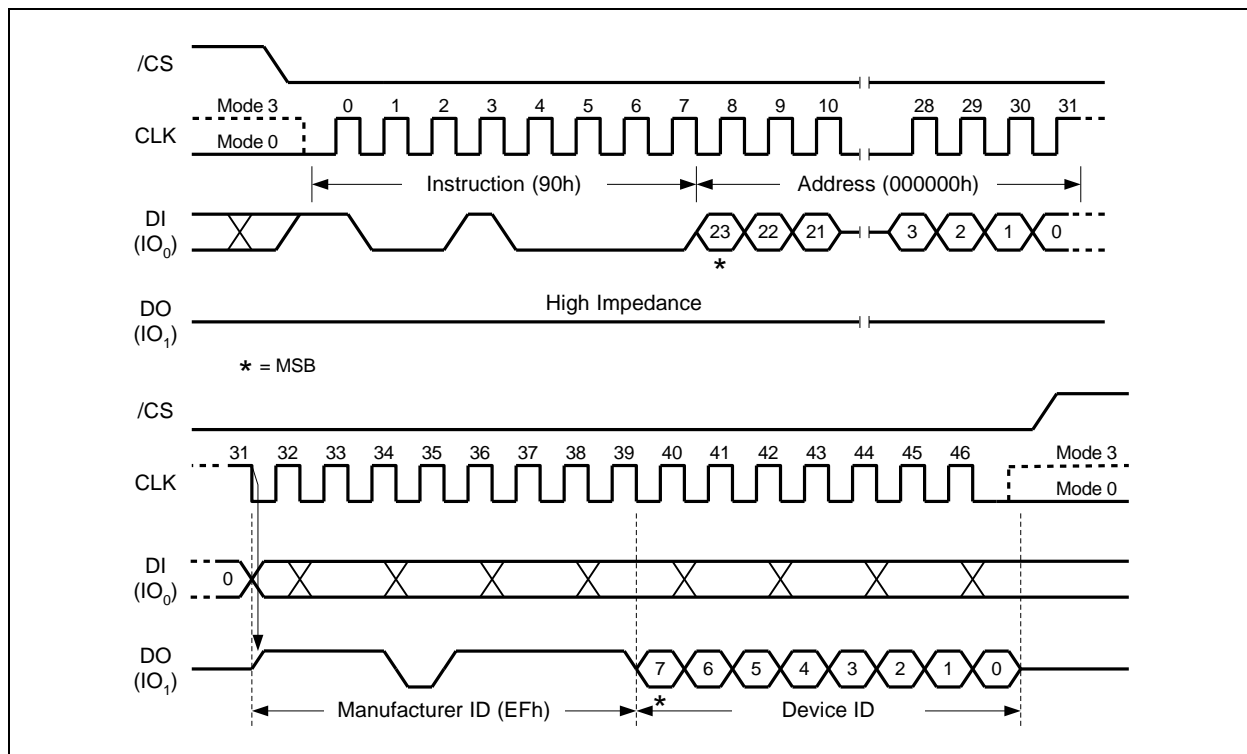 /CS
Mode 3 0 1 2 3 4 5 6 7 8 9 10 28 29 30 31
CLK
Mode 0
Instruction (90h) Address (000000h)
DI
(IO0) 23 22 21 3 2 1 0
*
High Impedance
DO
(IO1)
* = MSB
/CS
31 32 33 34 35 36 37 38 39 40 41 42 43 44 45 46 Mode 3
CLK
Mode 0
DI
(IO0) 0
DO
(IO1) 7 6 5 4 3 2 1 0
*
Manufacturer ID (EFh) Device ID